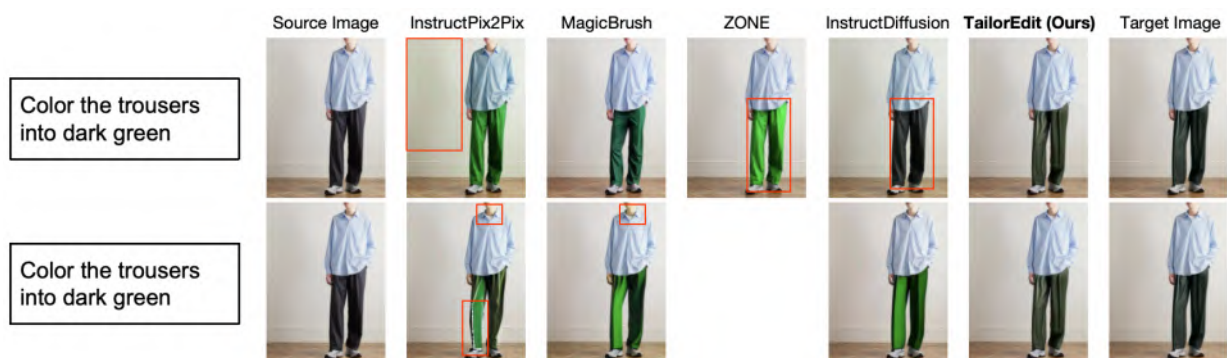 Source Image InstructPix2Pix MagicBrush ZONE InstructDiffusion TailorEdit (Ours) Target Image
Color the trousers
into dark green
Color the trousers
into dark green